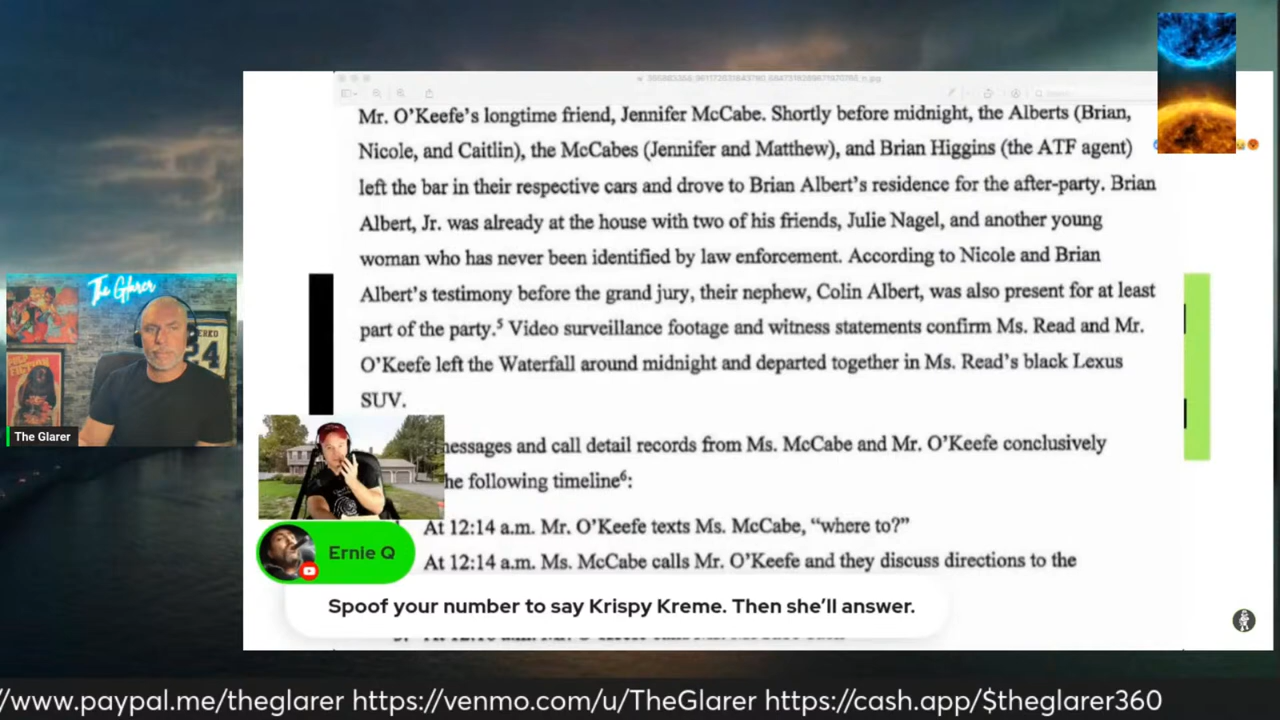 Mr. O'Keefe's longtime friend, Jennifer McCabe. Shortly before midnight, the Alberts (Brian,
Nicole, and Caitlin), the McCabes (Jennifer and Matthew), and Brian Higgins (the ATF agent)
left the bar in their respective cars and drove to Brian Albert's residence for the after-party. Brian
Albert, Jr. was already at the house with two of his friends, Julie Nagel, and another young
woman who has never been identified by law enforcement. According to Nicole and Brian
Albert's testimony before the grand jury, their nephew, Colin Albert, was also present for at least
part of the party.⁵ Video surveillance footage and witness statements confirm Ms. Read and Mr.
O'Keefe left the Waterfall around midnight and departed together in Ms. Read's black Lexus
SUV.
messages and call detail records from Ms. McCabe and Mr. O'Keefe conclusively
he following timeline⁶:
At 12:14 a.m. Mr. O'Keefe texts Ms. McCabe, “where to?”
At 12:14 a.m. Ms. McCabe calls Mr. O'Keefe and they discuss directions to the
The Glarer
24
The Glarer
Ernie Q
Spoof your number to say Krispy Kreme. Then she’ll answer.
/www.paypal.me/theglarer https://venmo.com/u/TheGlarer https://cash.app/$theglarer360